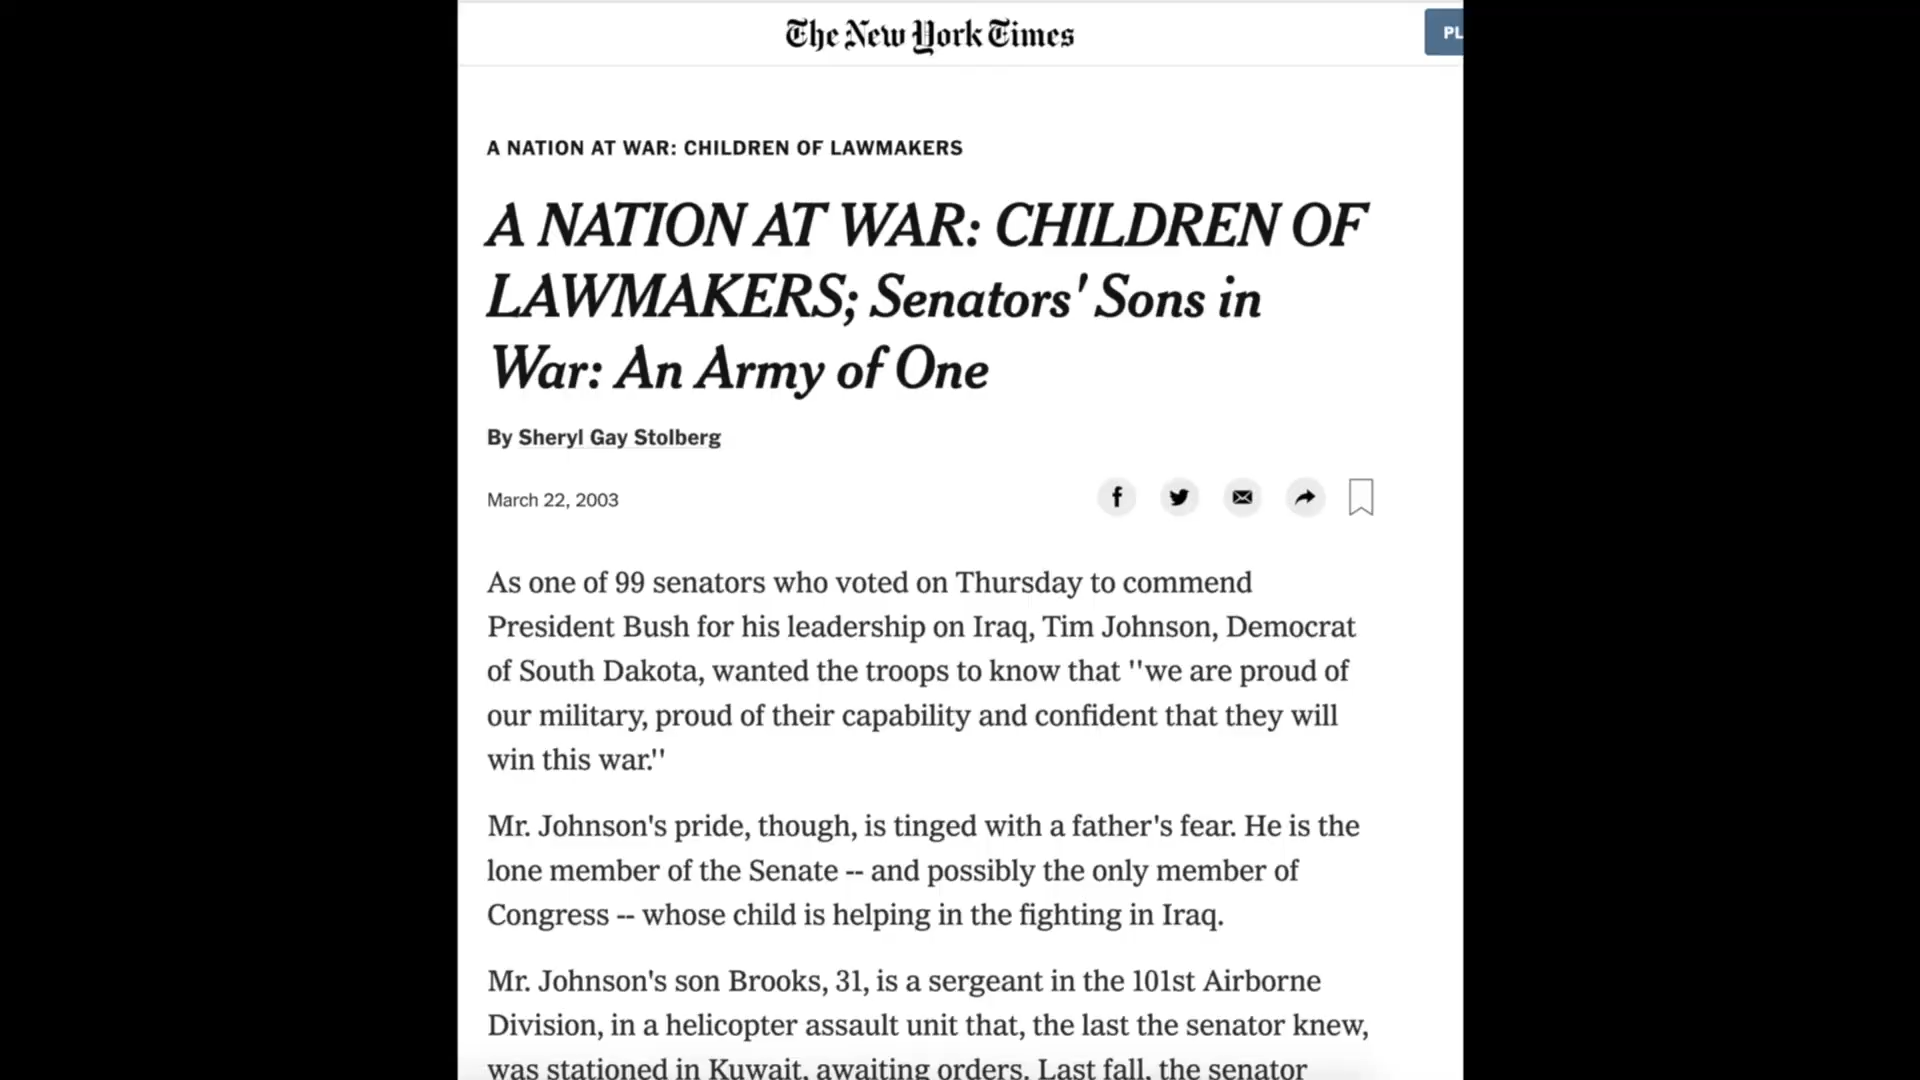 The New York Times
PL
A NATION AT WAR: CHILDREN OF LAWMAKERS
A NATION AT WAR: CHILDREN OF
LAWMAKERS; Senators' Sons in
War: An Army of One
By Sheryl Gay Stolberg
March 22, 2003
As one of 99 senators who voted on Thursday to commend
President Bush for his leadership on Iraq, Tim Johnson, Democrat
of South Dakota, wanted the troops to know that ''we are proud of
our military, proud of their capability and confident that they will
win this war.''
Mr. Johnson's pride, though, is tinged with a father's fear. He is the
lone member of the Senate -- and possibly the only member of
Congress -- whose child is helping in the fighting in Iraq.
Mr. Johnson's son Brooks, 31, is a sergeant in the 101st Airborne
Division, in a helicopter assault unit that, the last the senator knew,
was stationed in Kuwait, awaiting orders. Last fall, the senator